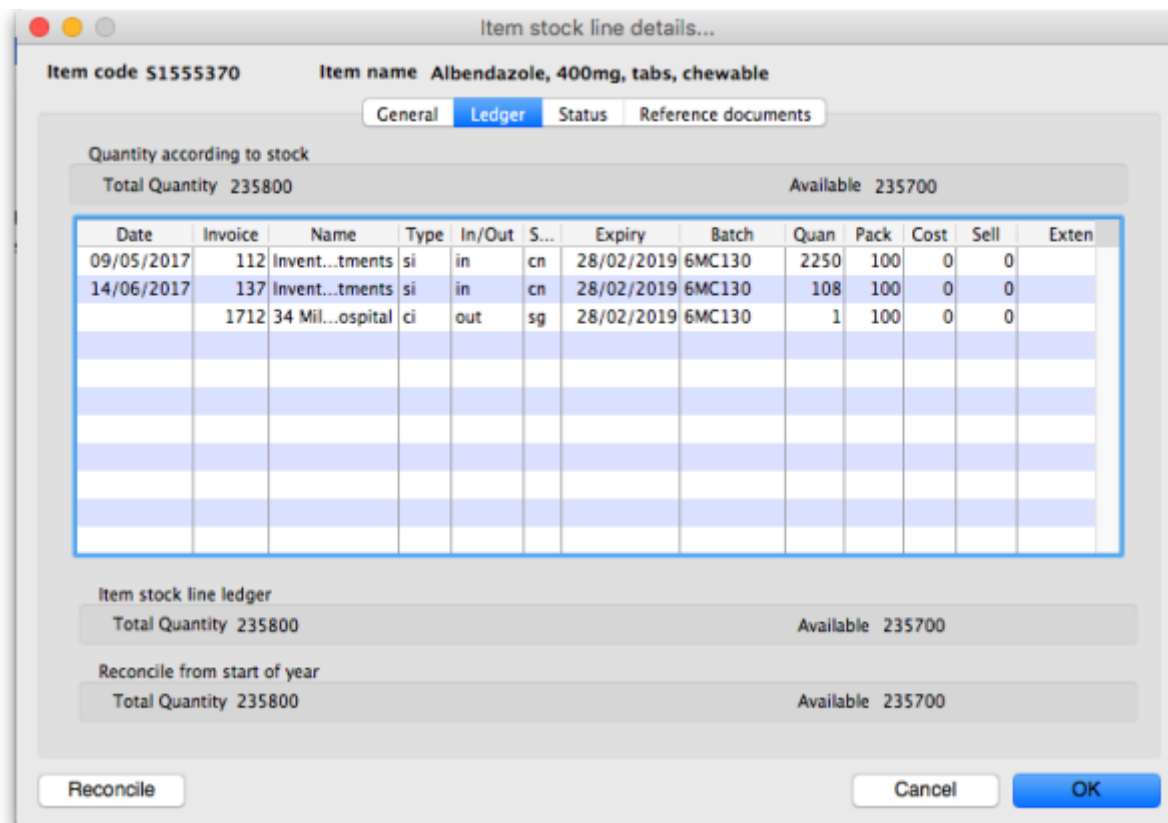 Item stock line details...
Item code S1555370 Item name Albendazole, 400mg, tabs, chewable
General Ledger Status Reference documents
Quantity according to stock
Total Quantity 235800 Available 235700
Date Invoice Name Type In/Out S... Expiry Batch Quan Pack Cost Sell Exten
09/05/2017 112 Invent...tments si in cn 28/02/2019 6MC130 2250 100 0 0
14/06/2017 137 Invent...tments si in cn 28/02/2019 6MC130 108 100 0 0
1712 34 Mil...ospital ci out sg 28/02/2019 6MC130 1 100 0 0
Item stock line ledger
Total Quantity 235800 Available 235700
Reconcile from start of year
Total Quantity 235800 Available 235700
Reconcile Cancel OK